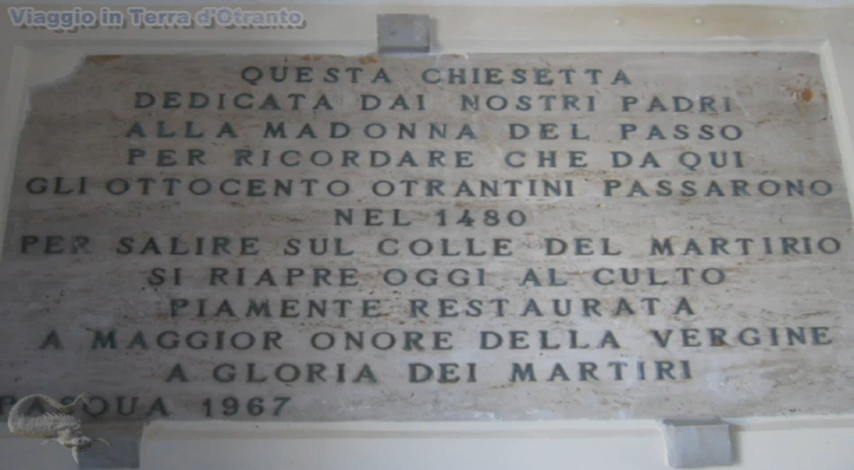 Viaggio in Terra d'Otranto
QUESTA CHIESETTA
DEDICATA DAI NOSTRI PADRI
ALLA MADONNA DEL PASSO
PER RICORDARE CHE DA QUI
GLI OTTOCENTO OTRANTINI PASSARONO
NEL 1480
PER SALIRE SUL COLLE DEL MARTIRIO
SI RIAPRE OGGI AL CULTO
PIAMENTE RESTAURATA
A MAGGIOR ONORE DELLA VERGINE
A GLORIA DEI MARTIRI
PASQUA 1967